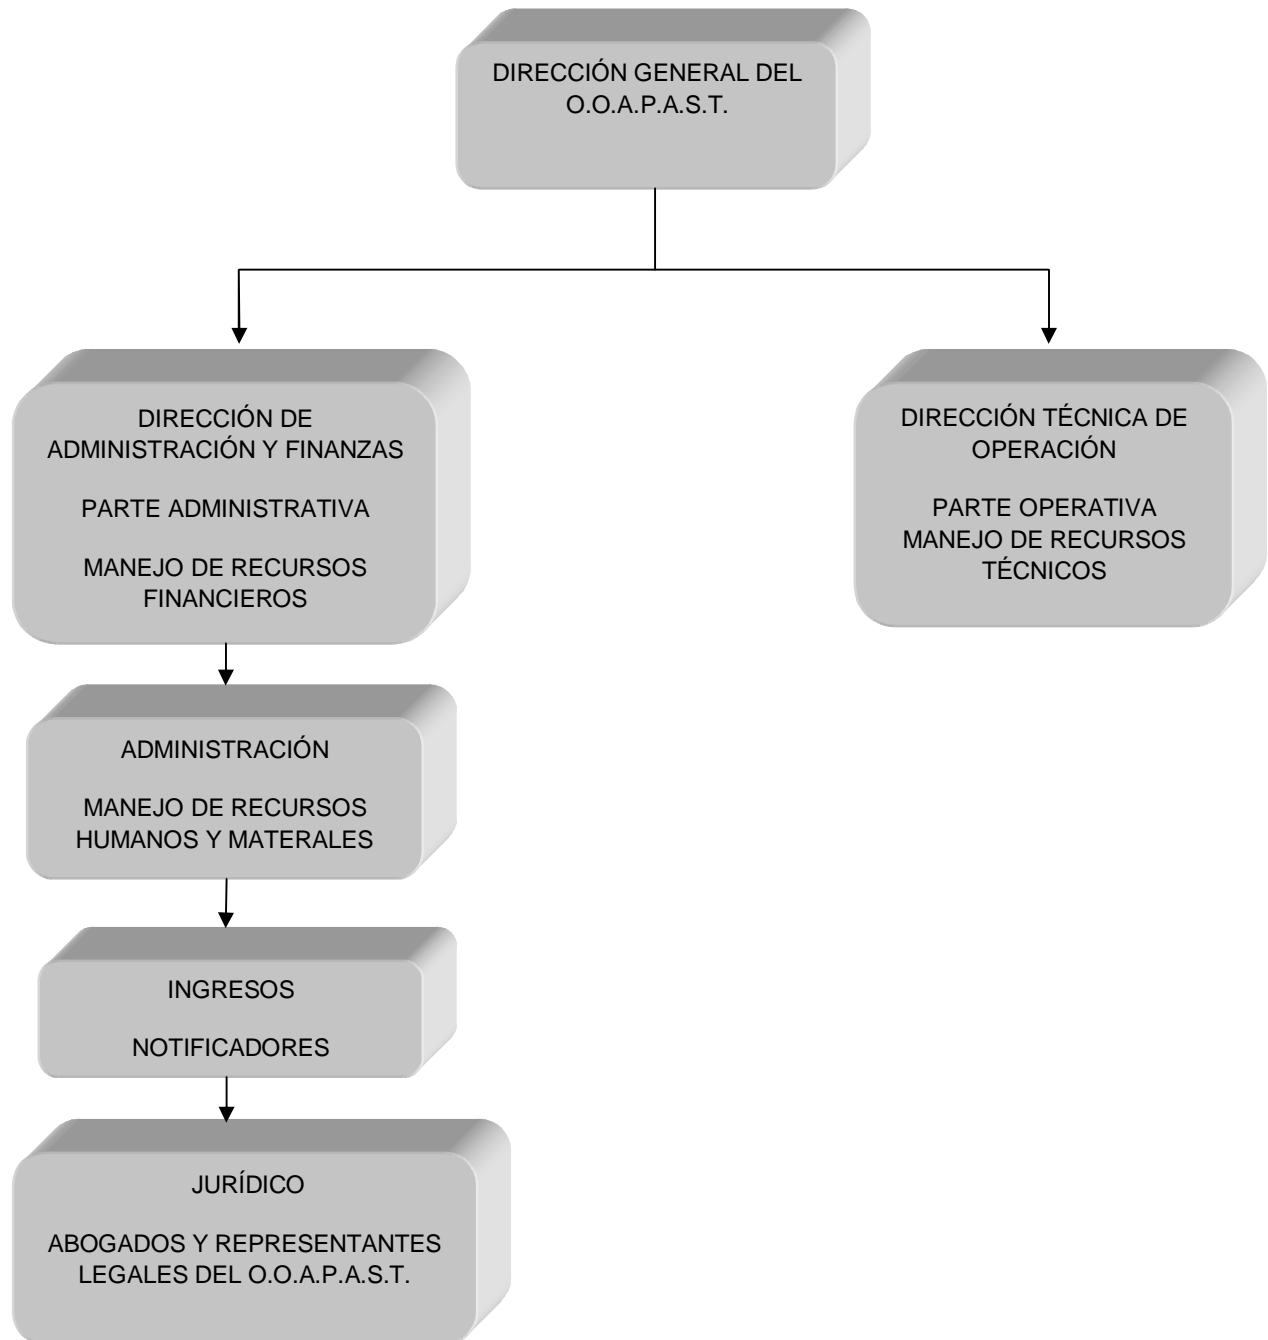 DIRECCIÓN GENERAL DEL
O.O.A.P.A.S.T.
DIRECCIÓN DE
ADMINISTRACIÓN Y FINANZAS
PARTE ADMINISTRATIVA
MANEJO DE RECURSOS
FINANCIEROS
DIRECCIÓN TÉCNICA DE
OPERACIÓN
PARTE OPERATIVA
MANEJO DE RECURSOS
TÉCNICOS
ADMINISTRACIÓN
MANEJO DE RECURSOS
HUMANOS Y MATERALES
INGRESOS
NOTIFICADORES
JURÍDICO
ABOGADOS Y REPRESENTANTES
LEGALES DEL O.O.A.P.A.S.T.